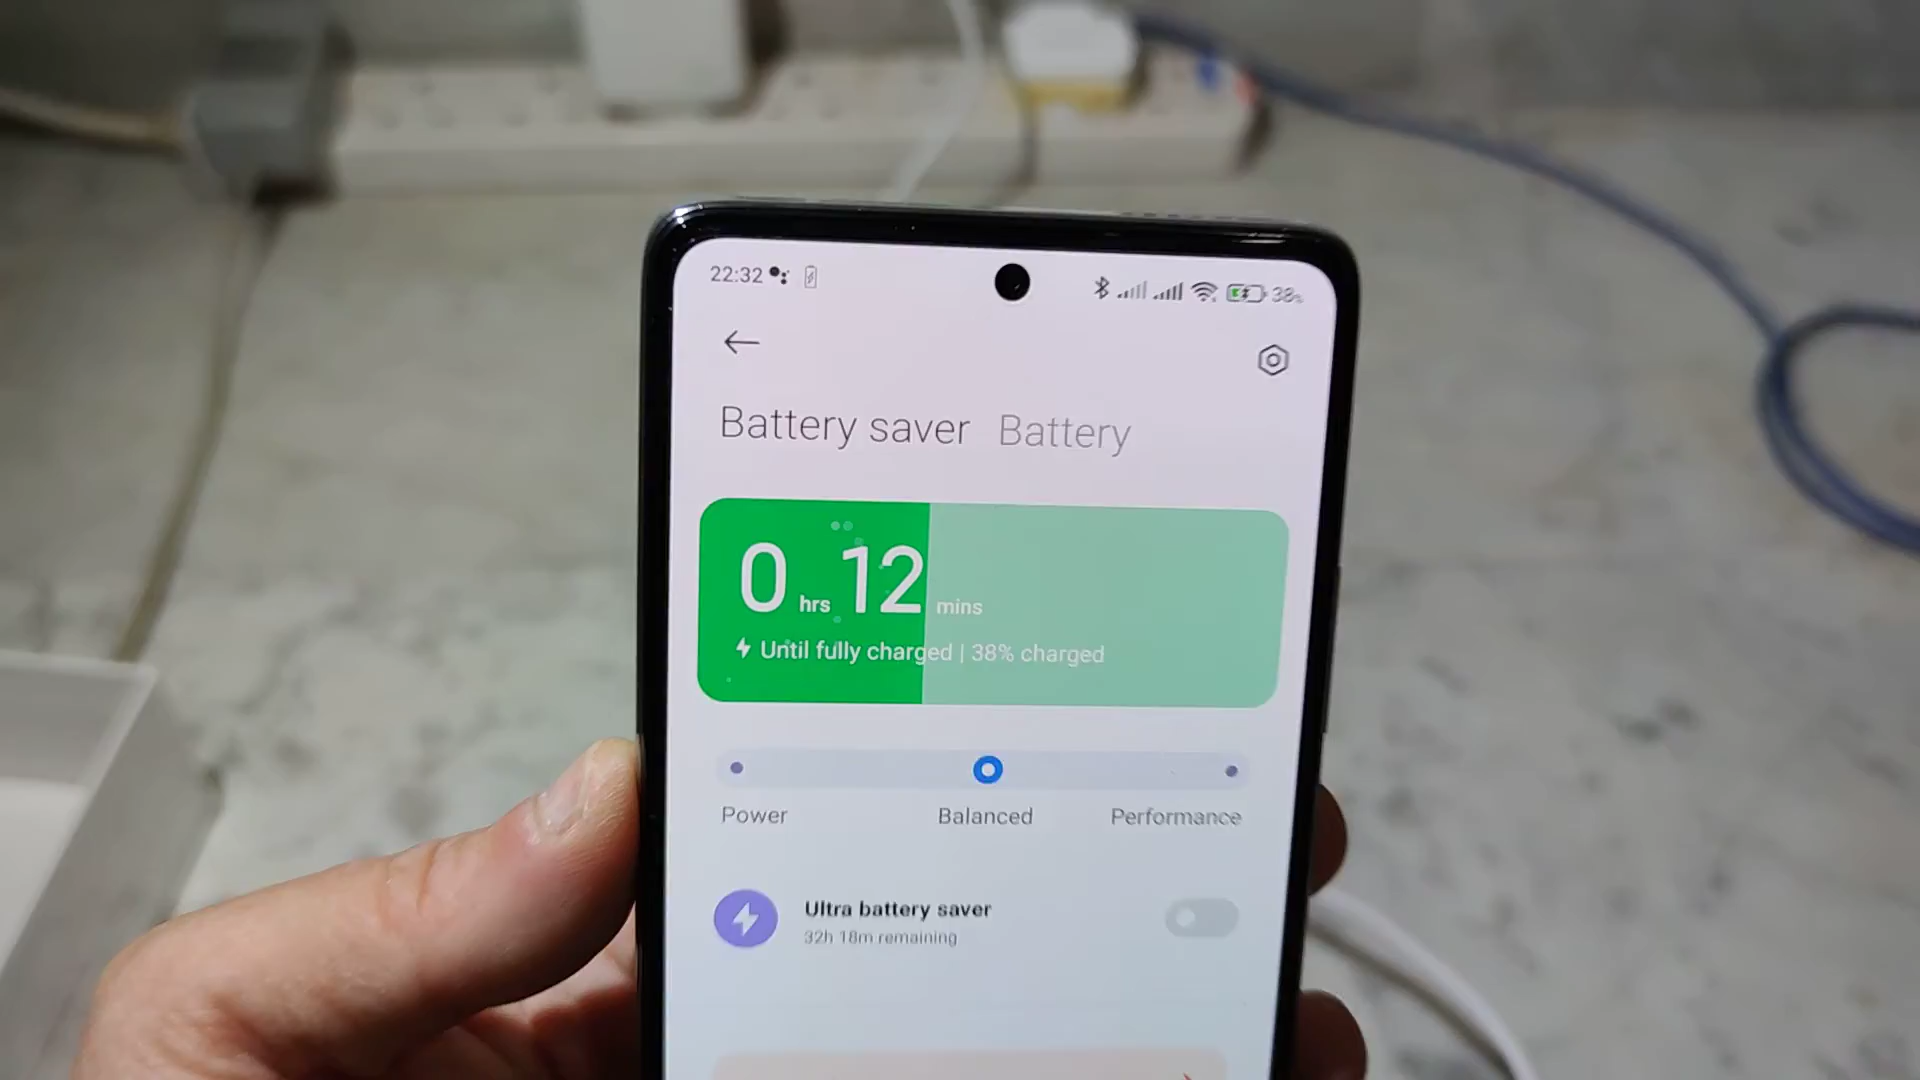 22:32 38%
Battery saver Battery
0 hrs 12 mins
Until fully charged | 38% charged
Power Balanced Performance
Ultra battery saver
32h 18m remaining